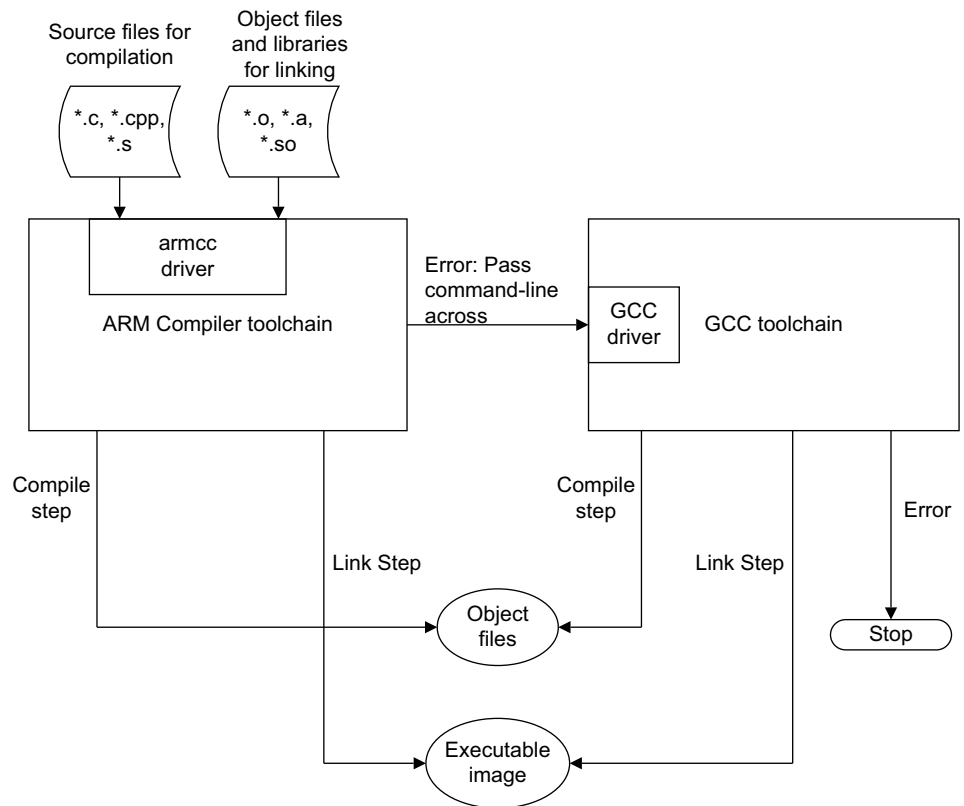 Source files for
compilation
Object files
and libraries
for linking
*.c, *.cpp,
*.s
*.o, *.a,
*.so
armcc
driver
ARM Compiler toolchain
Error: Pass
command-line
across
GCC
driver
GCC toolchain
Compile
step
Link Step
Compile
step
Link Step
Error
Object
files
Stop
Executable
image